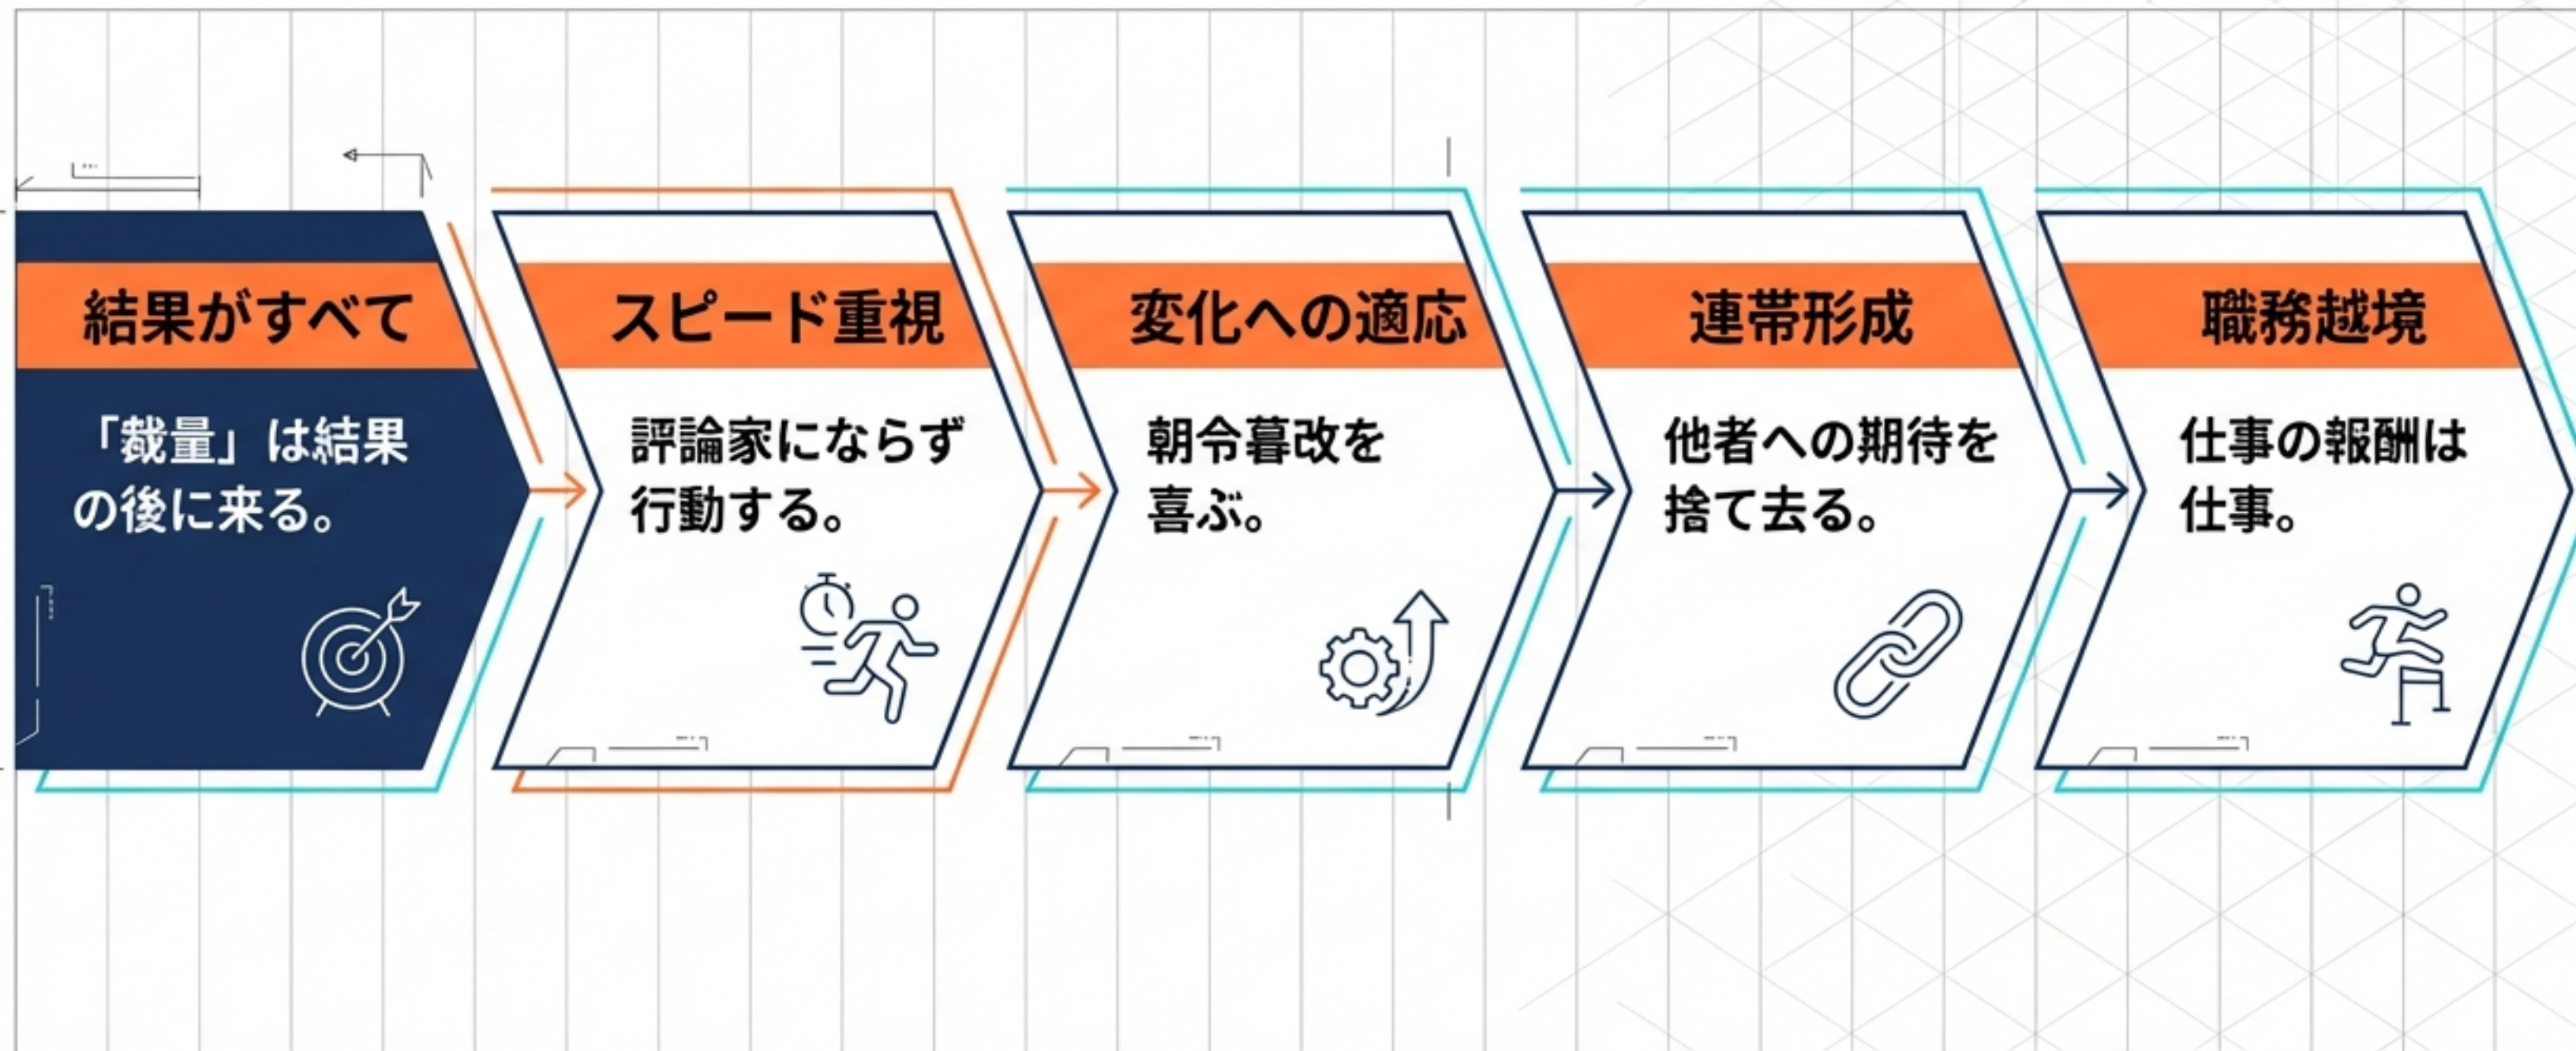 結果がすべて
「裁量」は結果
の後に来る。
スピード重視
評論家にならず
行動する。
変化への適応
朝令暮改を
喜ぶ。
連帯形成
他者への期待を
捨て去る。
職務越境
仕事の報酬は
仕事。